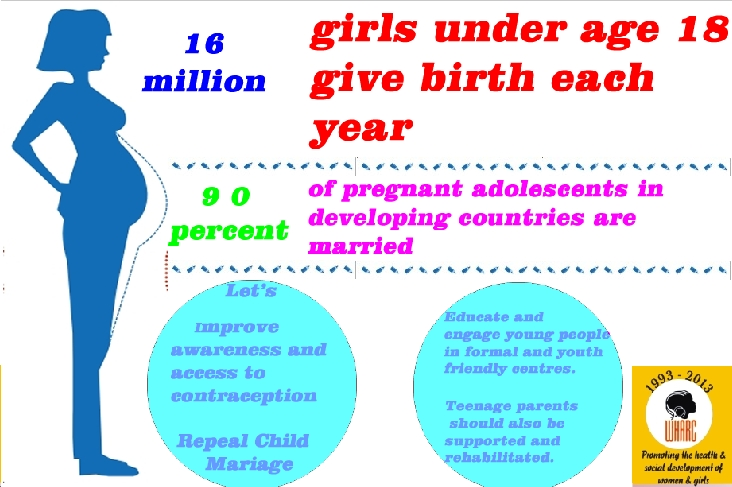 16
million
girls under age 18
give birth each
year
9 0
percent
of pregnant adolescents in
developing countries are
married
Let's
Improve
awareness and
access to
contraception
Repeal Child
Mariage
Educate and
engage young people
in formal and youth
friendly centres.
Teenage parents
should also be
supported and
rehabilitated.
1993 - 2013
WHARC
Promoting the health &
social development of
women & girls